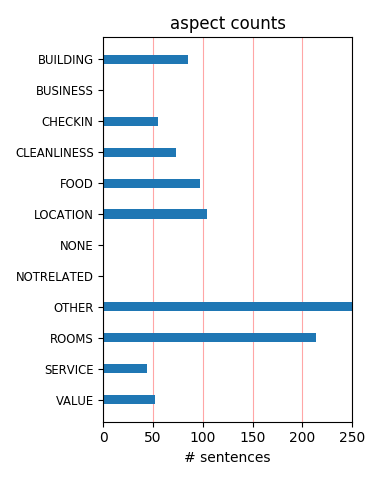 aspect counts
BUILDING
BUSINESS
CHECKIN
CLEANLINESS
FOOD
LOCATION
NONE
NOTRELATED
OTHER
ROOMS
SERVICE
VALUE
0 50 100 150 200 250
# sentences